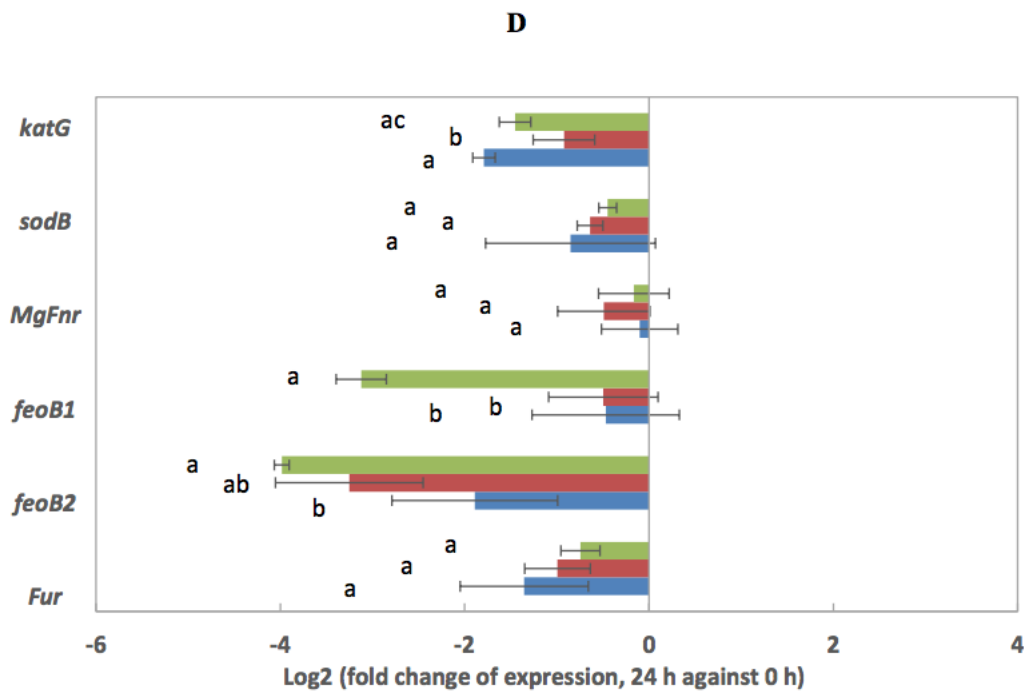 D
ac
katG
b
a
a
sodB
a
a
a
MgFnr
a
a
a
feoB1
b
b
a
ab
feoB2
b
a
a
Fur
a
-6 -4 -2 0 2 4
Log2 (fold change of expression, 24 h against 0 h)